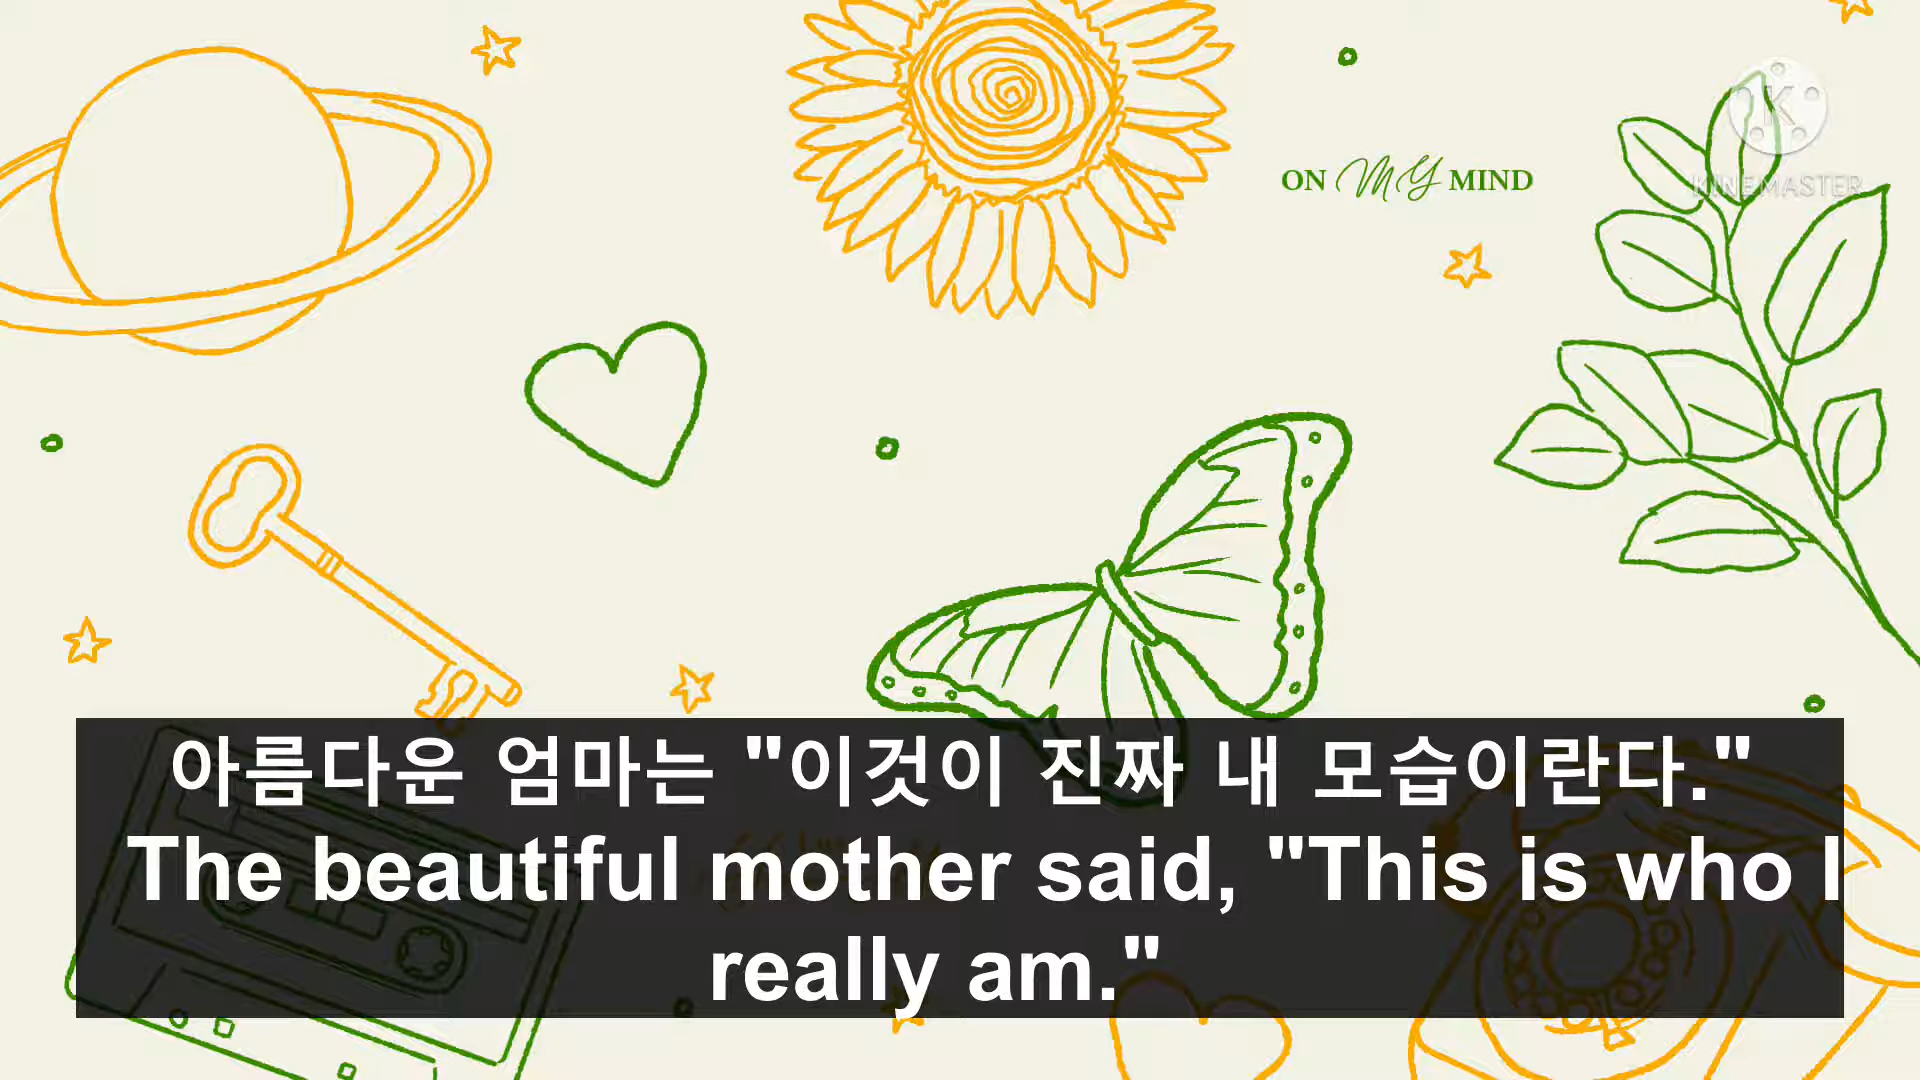 ON MY MIND
K
KINEMASTER
아름다운 엄마는 "이것이 진짜 내 모습이란다."
The beautiful mother said, "This is who I
really am."